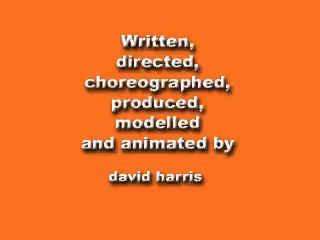 Written,
directed,
choreographed,
produced,
modelled
and animated by
david harris